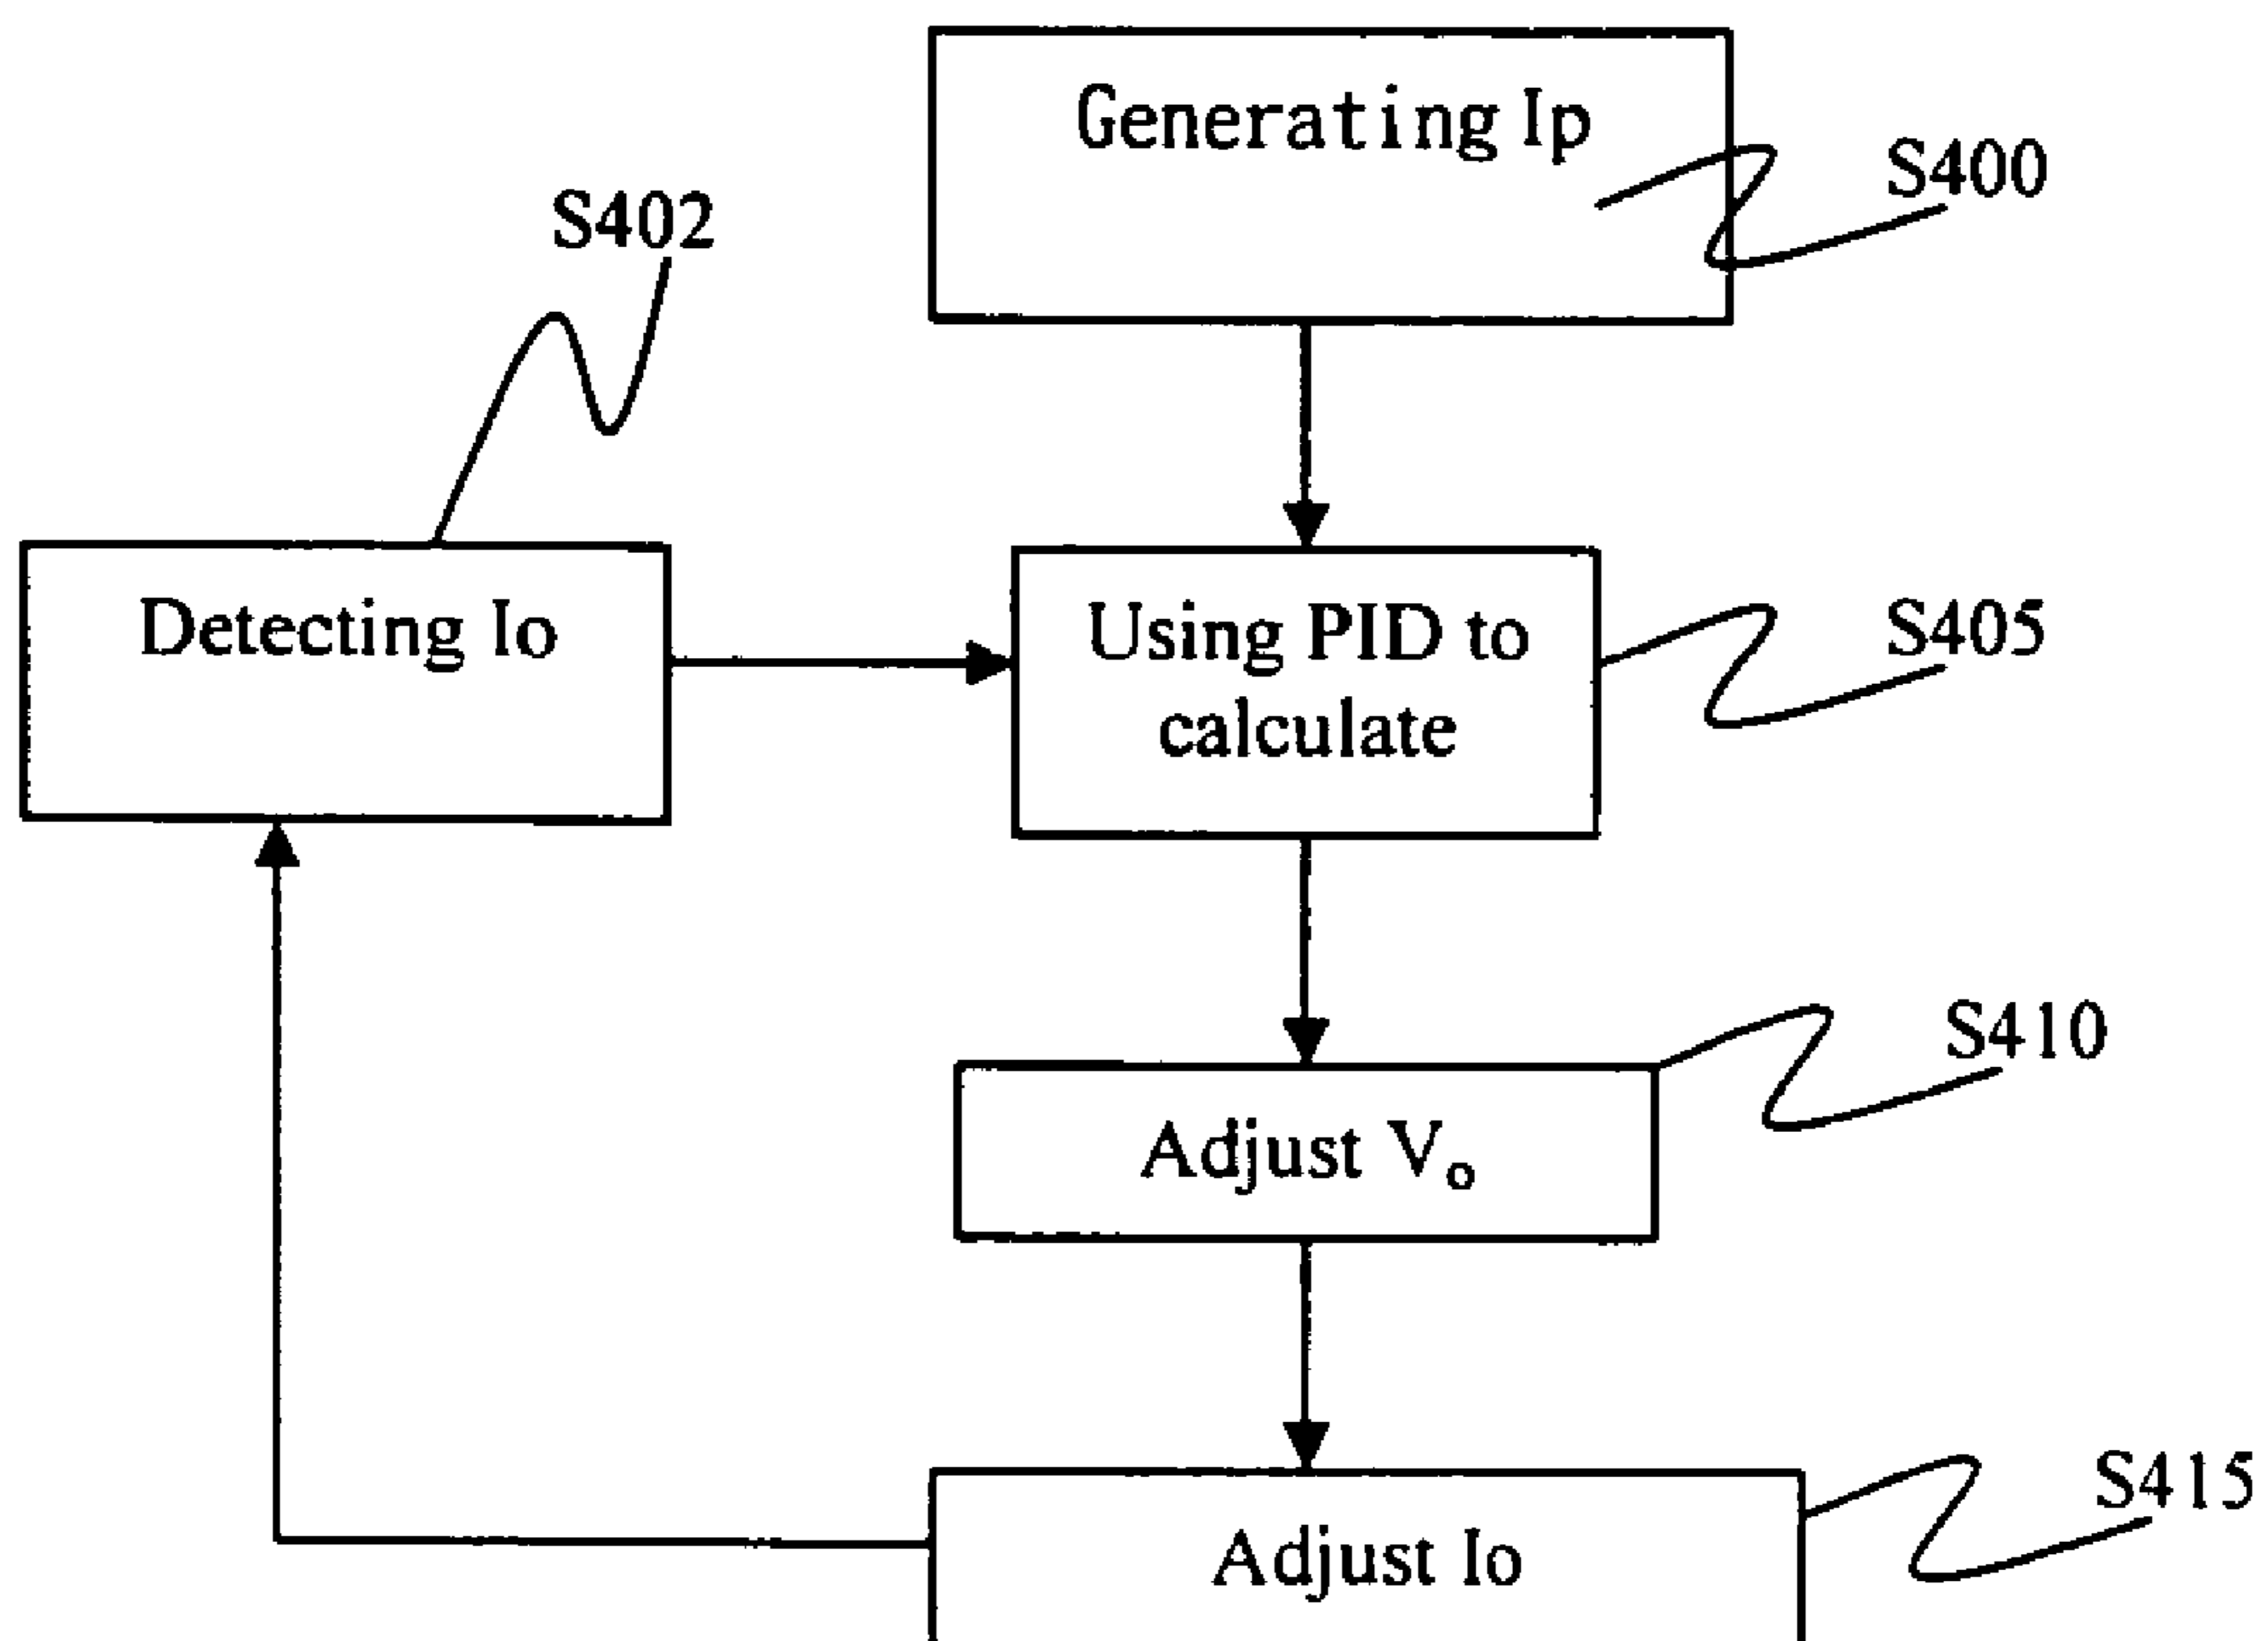 Generating Ip
S400
S402
Detecting Io
Using PID to
calculate
S405
S410
Adjust Vo
S415
Adjust Io